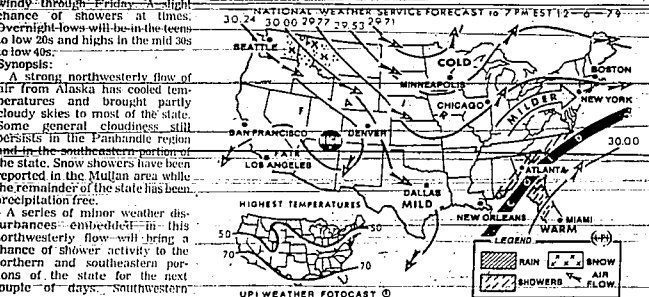 windy through Friday. A slight
chance of showers at times.
Overnight lows will be in the teens
to low 20s and highs in the mid 30s
to low 40s.
Synopsis:
A strong northwesterly flow of
air from Alaska has cooled tem-
peratures and brought partly
cloudy skies to most of the state.
Some general cloudiness still
persists in the Panhandle region
and in the southeastern portion of
the state. Snow showers have been
reported in the Mullan area while
the remainder of the state has been
precipitation free.
A series of minor weather dis-
turbances embedded in this
northwesterly flow will bring a
chance of shower activity to the
northern and southeastern por-
tions of the state for the next
couple of days. Southwestern
NATIONAL WEATHER SERVICE FORECAST to 7 PM EST 12-6-79
30.24 30.00 29.77 29.53 29.71
SEATTLE
COLD
MINNEAPOLIS
BOSTON
CHICAGO
NEW YORK
MILDER
SAN FRANCISCO
DENVER
FAIR
LOS ANGELES
30.00
ATLANTA
DALLAS
MILD
HIGHEST TEMPERATURES
NEW ORLEANS
MIAMI
WARM
COLD
50
50
70
70
LEGEND
RAIN
SNOW
SHOWERS
AIR
FLOW
UPI WEATHER FOTOCAST